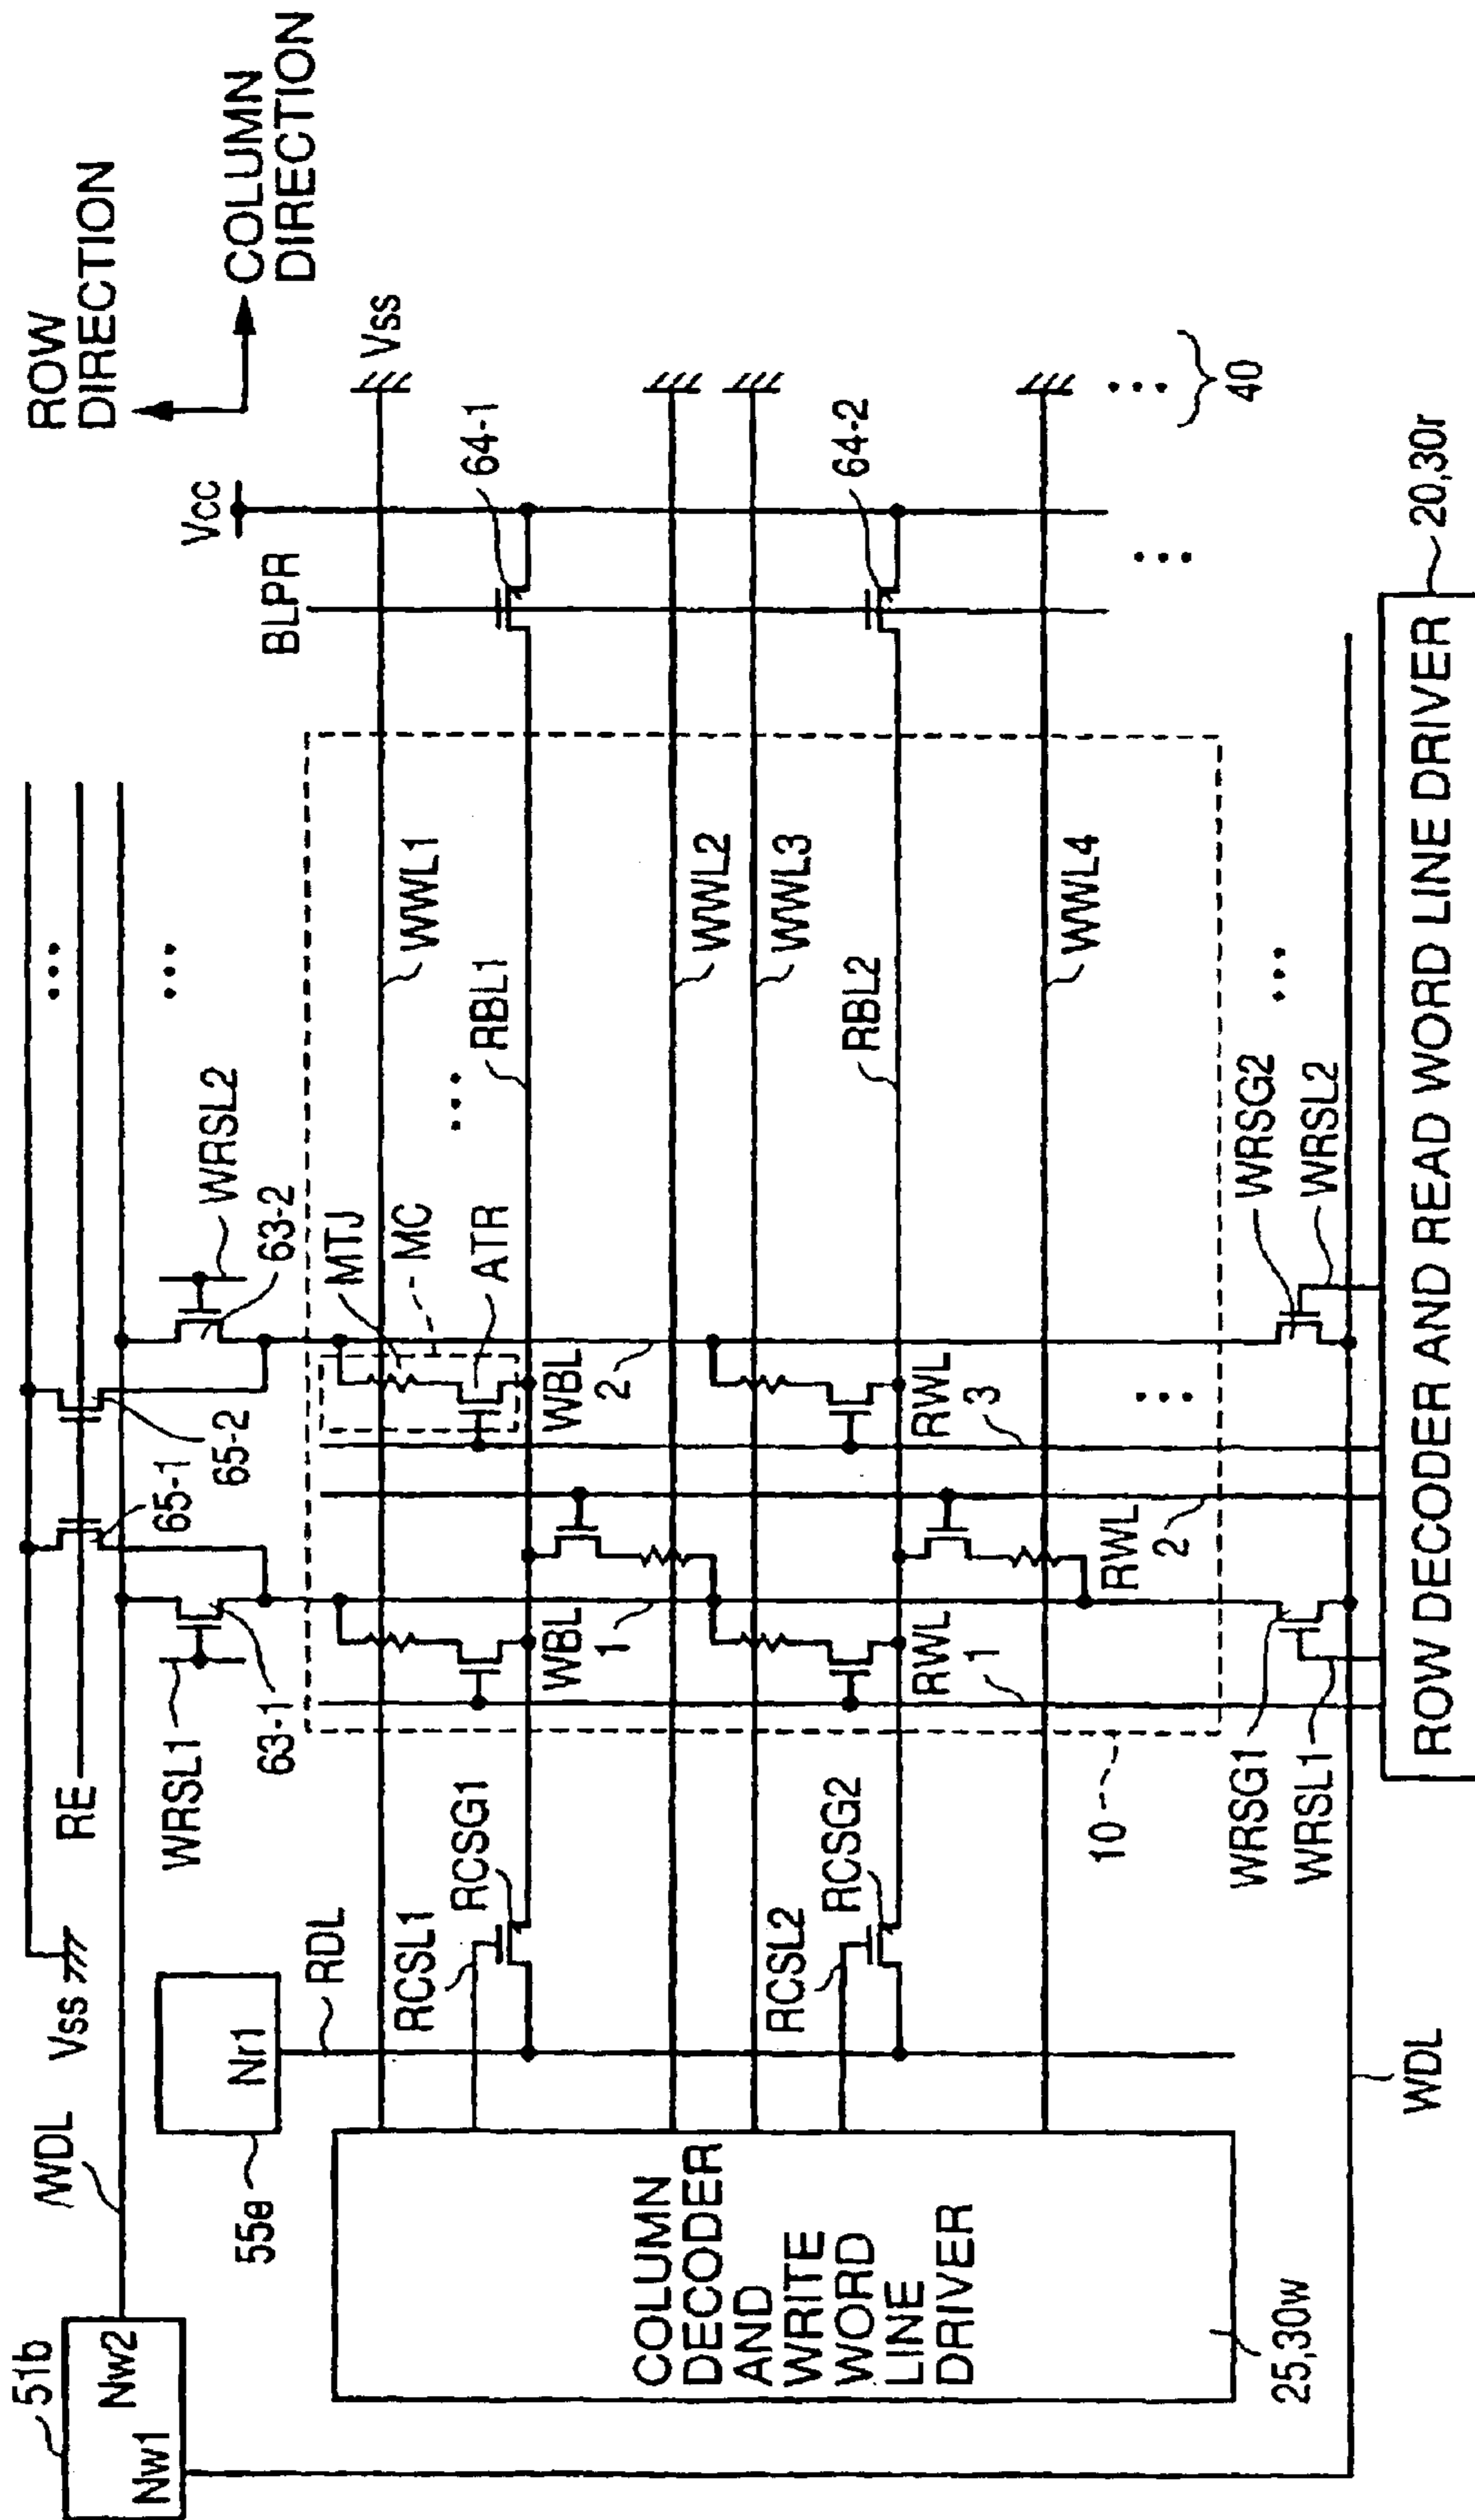 51b
Nw1
Nw2
WDL
Vss
RE
ROW
DIRECTION
COLUMN
DIRECTION
55e
Nr1
RDL
WRSL1
63-1
65-1
65-2
WRSL2
63-2
Vcc
BLPR
Vss
MTJ
MC
ATR
WWL1
RCSL1
RCSG1
RBL1
64-1
WBL
1
WBL
2
WWL2
WWL3
COLUMN
DECODER
AND
WRITE
WORD
LINE
DRIVER
25,30w
RCSL2
RCSG2
RBL2
64-2
RWL
1
RWL
2
RWL
3
WWL4
10
40
WRSG1
WRSL1
WRSG2
WRSL2
WDL
20,30r
ROW DECODER AND READ WORD LINE DRIVER